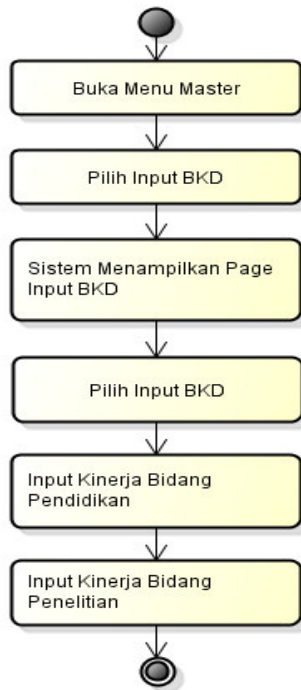 Buka Menu Master
Pilih Input BKD
Sistem Menampilkan Page
Input BKD
Pilih Input BKD
Input Kinerja Bidang
Pendidikan
Input Kinerja Bidang
Penelitian